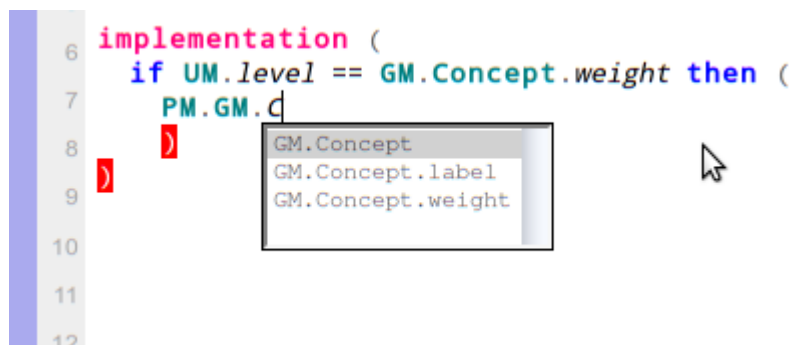 6 implementation (
if UM.level == GM.Concept.weight then (
7 PM.GM.C
8 )
GM.Concept
)
GM.Concept.label
9 GM.Concept.weight
10
11
12